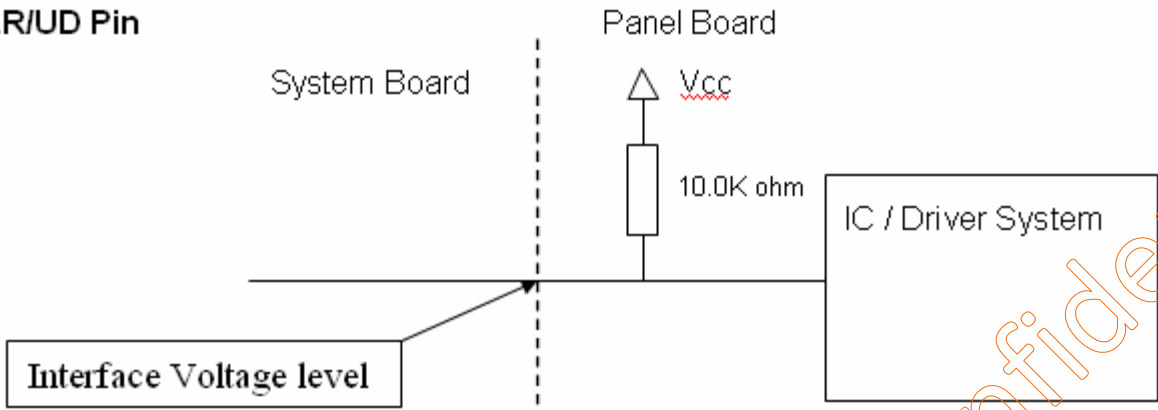 R/UD Pin
Panel Board
System Board
Vcc
10.0K ohm
IC / Driver System
Interface Voltage level